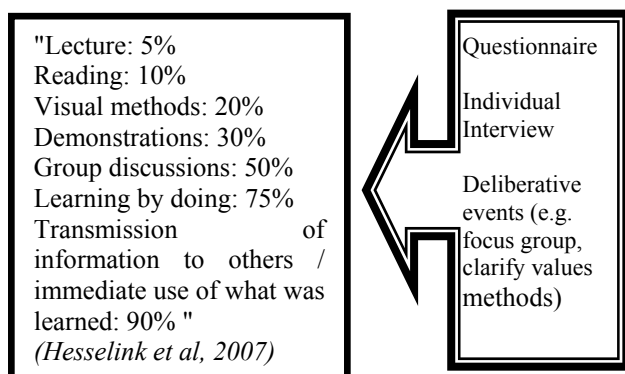 "Lecture: 5%
Reading: 10%
Visual methods: 20%
Demonstrations: 30%
Group discussions: 50%
Learning by doing: 75%
Transmission of
information to others /
immediate use of what was
learned: 90% "
(Hesselink et al, 2007)
Questionnaire
Individual
Interview
Deliberative
events (e.g.
focus group,
clarify values
methods)